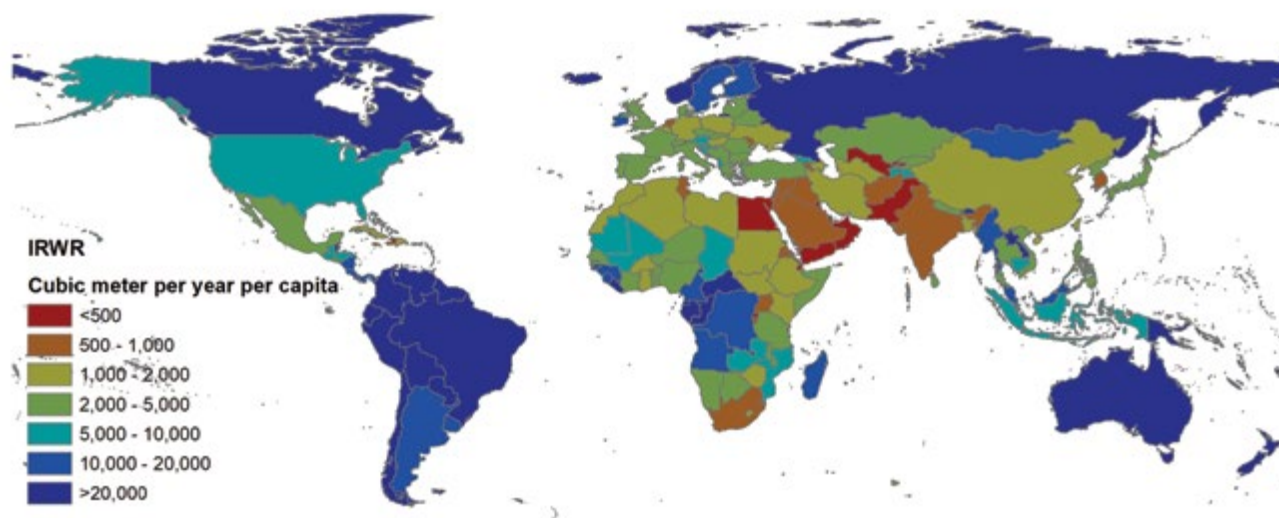 IRWR
Cubic meter per year per capita
<500
500 - 1,000
1,000 - 2,000
2,000 - 5,000
5,000 - 10,000
10,000 - 20,000
>20,000